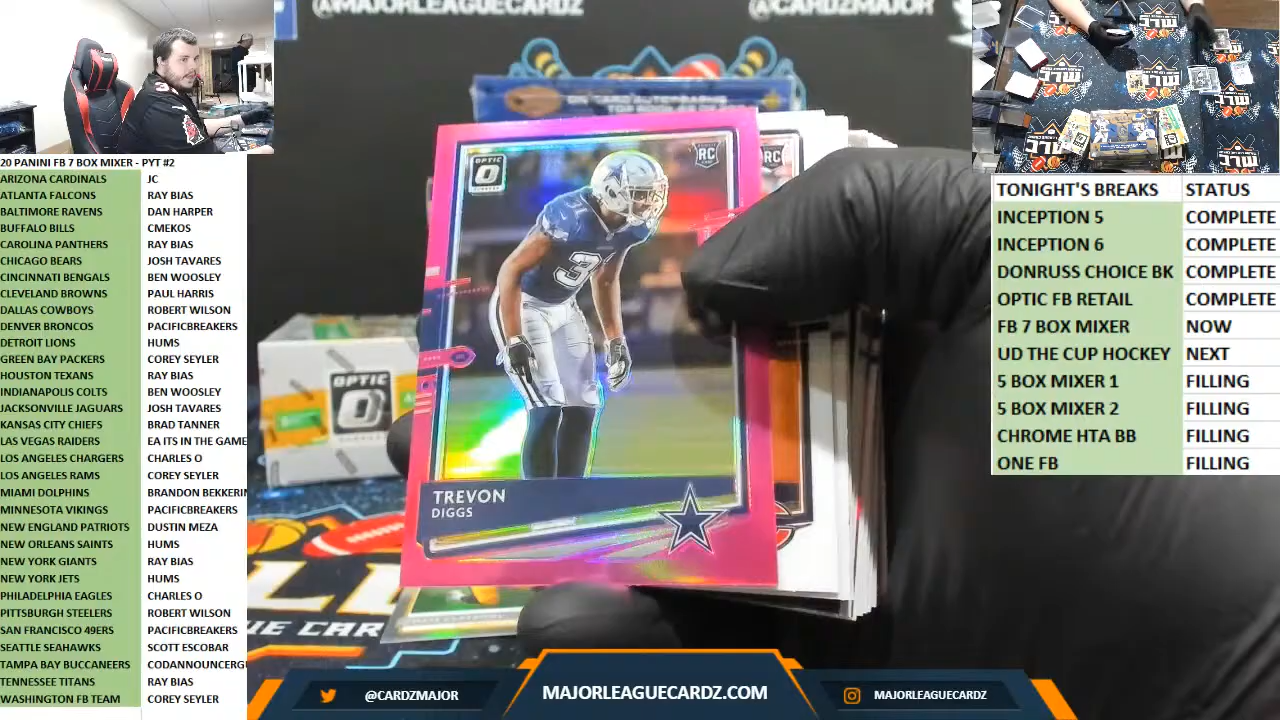 @MAJORLEAGUECARDZ
@CARDZMAJOR
20 PANINI FB 7 BOX MIXER - PYT #2
ARIZONA CARDINALS JC
ATLANTA FALCONS RAY BIAS
BALTIMORE RAVENS DAN HARPER
BUFFALO BILLS CMEKOS
CAROLINA PANTHERS RAY BIAS
CHICAGO BEARS JOSH TAVARES
CINCINNATI BENGALS BEN WOOSLEY
CLEVELAND BROWNS PAUL HARRIS
DALLAS COWBOYS ROBERT WILSON
DENVER BRONCOS PACIFICBREAKERS
DETROIT LIONS HUMS
GREEN BAY PACKERS COREY SEYLER
HOUSTON TEXANS RAY BIAS
INDIANAPOLIS COLTS BEN WOOSLEY
JACKSONVILLE JAGUARS JOSH TAVARES
KANSAS CITY CHIEFS BRAD TANNER
LAS VEGAS RAIDERS EA ITS IN THE GAME
LOS ANGELES CHARGERS CHARLES O
LOS ANGELES RAMS COREY SEYLER
MIAMI DOLPHINS BRANDON BEKKERIN
MINNESOTA VIKINGS PACIFICBREAKERS
NEW ENGLAND PATRIOTS DUSTIN MEZA
NEW ORLEANS SAINTS HUMS
NEW YORK GIANTS RAY BIAS
NEW YORK JETS HUMS
PHILADELPHIA EAGLES CHARLES O
PITTSBURGH STEELERS ROBERT WILSON
SAN FRANCISCO 49ERS PACIFICBREAKERS
SEATTLE SEAHAWKS SCOTT ESCOBAR
TAMPA BAY BUCCANEERS CODANNOUNCERG
TENNESSEE TITANS RAY BIAS
WASHINGTON FB TEAM COREY SEYLER
ON-CARD AUTOGRAPHS
OPTIC
RC
RC
3
TREVON
DIGGS
OPTIC
MLC
MLC
TONIGHT'S BREAKS STATUS
INCEPTION 5 COMPLETE
INCEPTION 6 COMPLETE
DONRUSS CHOICE BK COMPLETE
OPTIC FB RETAIL COMPLETE
FB 7 BOX MIXER NOW
UD THE CUP HOCKEY NEXT
5 BOX MIXER 1 FILLING
5 BOX MIXER 2 FILLING
CHROME HTA BB FILLING
ONE FB FILLING
@CARDZMAJOR
MAJORLEAGUECARDZ.COM
MAJORLEAGUECARDZ